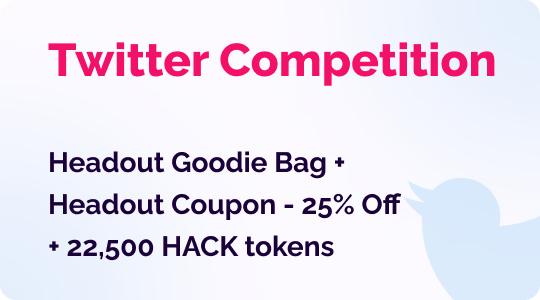 Twitter Competition
Headout Goodie Bag +
Headout Coupon - 25% Off
+ 22,500 HACK tokens